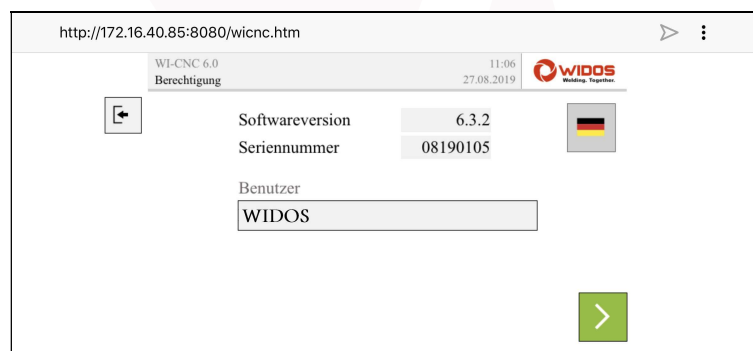 http://172.16.40.85:8080/wicnc.htm
WI-CNC 6.0 11:06
Berechtigung 27.08.2019
WIDOS
Welding. Together.
Softwareversion 6.3.2
Seriennummer 08190105
Benutzer
WIDOS